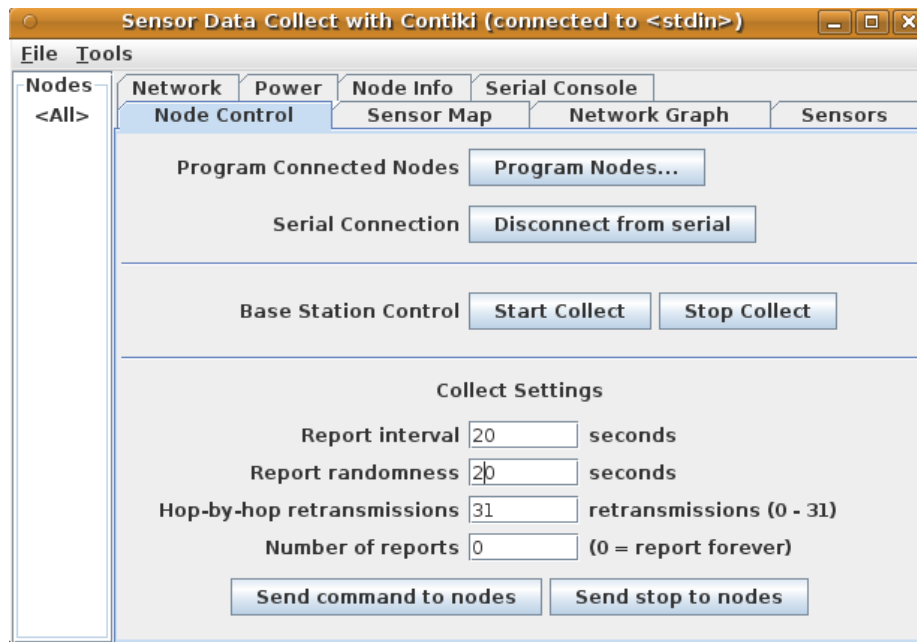 Sensor Data Collect with Contiki (connected to <stdin>)
File Tools
Nodes
<All>
Network Power Node Info Serial Console
Node Control Sensor Map Network Graph Sensors
Program Connected Nodes Program Nodes...
Serial Connection Disconnect from serial
Base Station Control Start Collect Stop Collect
Collect Settings
Report interval 20 seconds
Report randomness 20 seconds
Hop-by-hop retransmissions 31 retransmissions (0 - 31)
Number of reports 0 (0 = report forever)
Send command to nodes Send stop to nodes